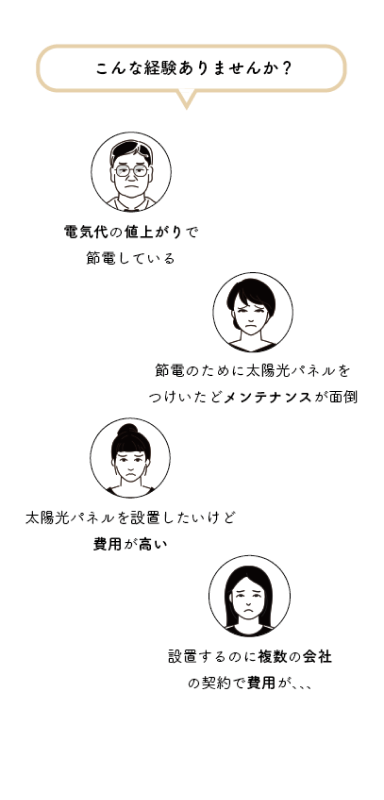 こんな経験ありませんか？
電気代の値上がりで
節電している
節電のために太陽光パネルを
つけいたどメンテナンスが面倒
太陽光パネルを設置したいけど
費用が高い
設置するのに複数の会社
の契約で費用が､､､